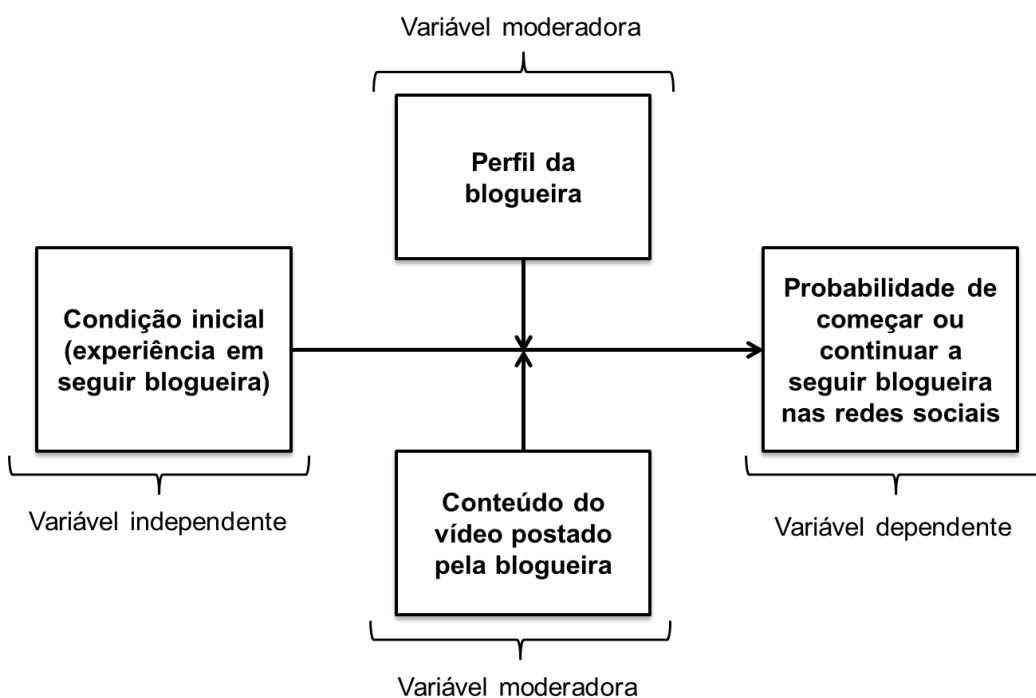 Variável moderadora
Perfil da
blogueira
Condição inicial
(experiência em
seguir blogueira)
Variável independente
Probabilidade de
começar ou
continuar a
seguir blogueira
nas redes sociais
Variável dependente
Conteúdo do
vídeo postado
pela blogueira
Variável moderadora